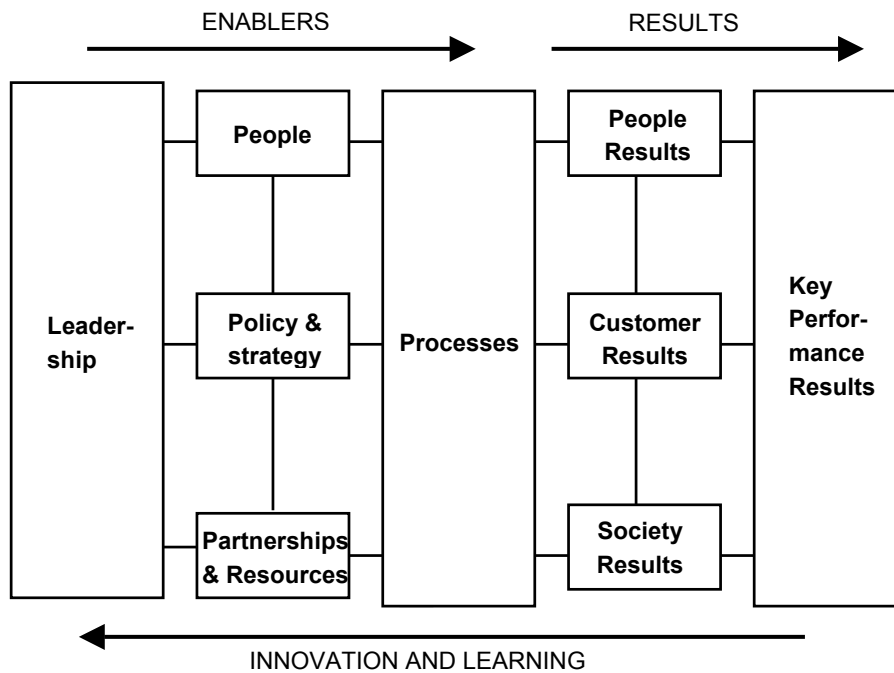 ENABLERS
RESULTS
Leader-
ship
People
Policy &
strategy
Partnerships
& Resources
Processes
People
Results
Customer
Results
Society
Results
Key
Perfor-
mance
Results
INNOVATION AND LEARNING